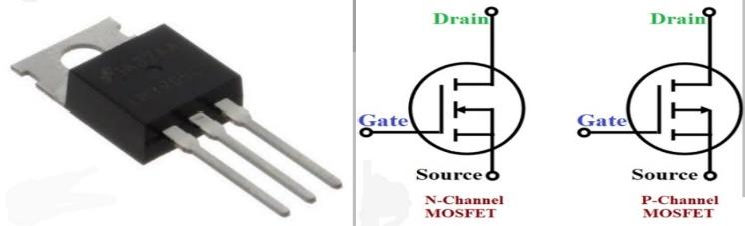 Drain
Gate
Source
N-Channel
MOSFET
Drain
Gate
Source
P-Channel
MOSFET